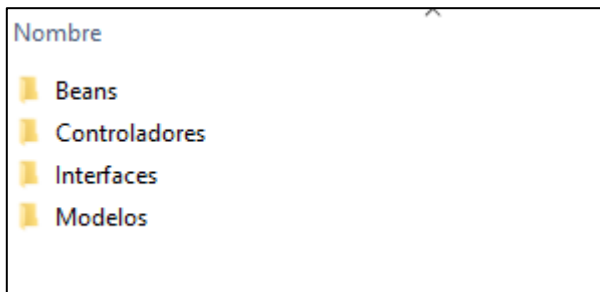 Nombre
Beans
Controladores
Interfaces
Modelos